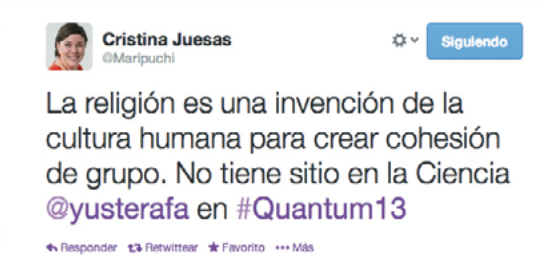 Cristina Juesas
@Maripuchi
Siguiendo
La religión es una invención de la
cultura humana para crear cohesión
de grupo. No tiene sitio en la Ciencia
@yusterafa en #Quantum13
Responder Retwittear Favorito Más